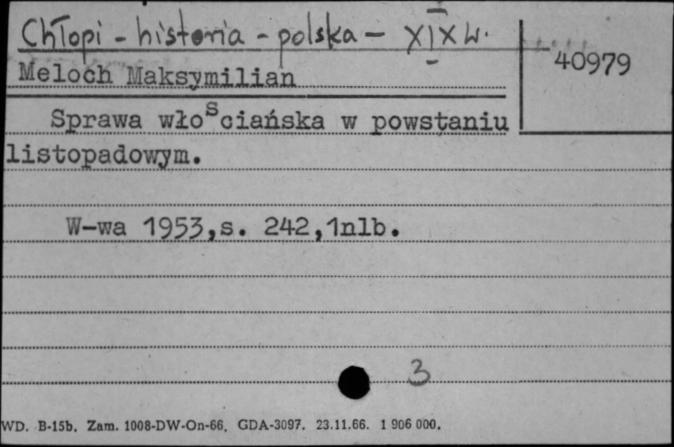 Chłopi - historia - polska - XIX w.
40979
Meloch Maksymilian
Sprawa włościańska w powstaniu
listopadowym.
W-wa 1953,s. 242,1nlb.
3
WD. B-15b. Zam. 1008-DW-On-66. GDA-3097. 23.11.66. 1 906 000.